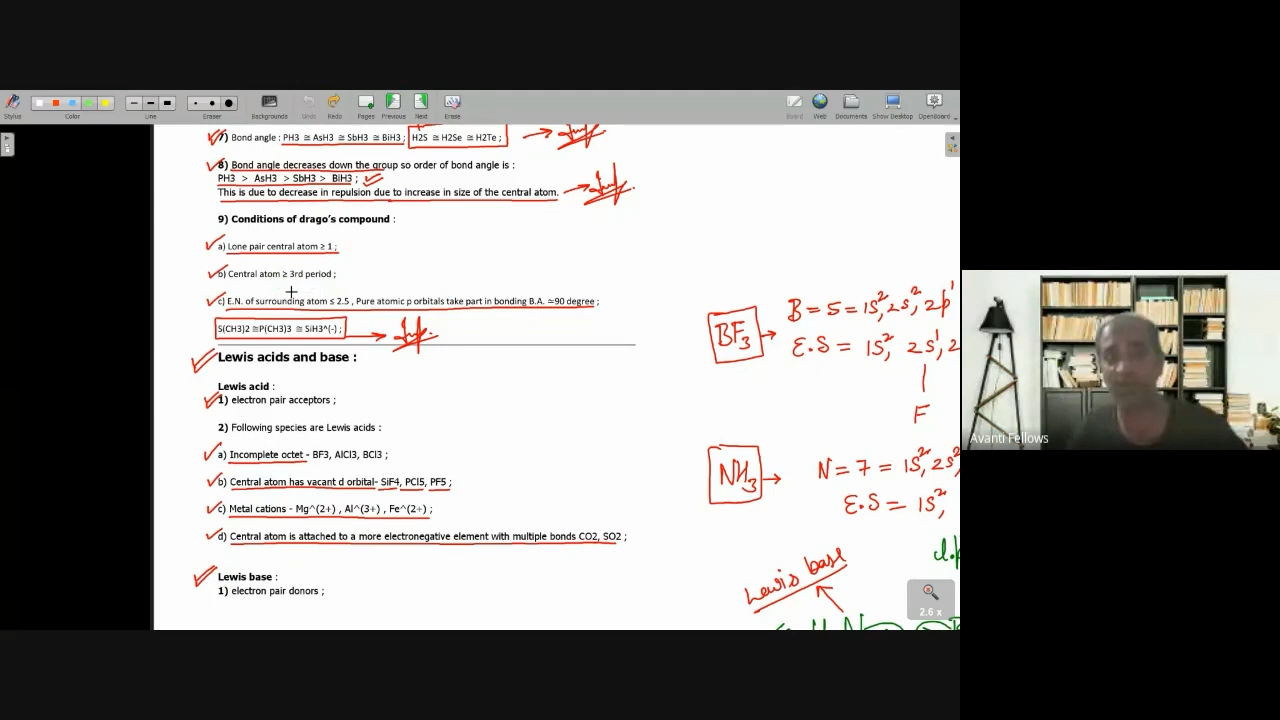 Color
Line
Eraser
Backgrounds
Undo
Redo
Pages
Previous
Next
Erase
Board
Web
Documents
Show Desktop
OpenBoard
7) Bond angle : PH3 ≅ AsH3 ≅ SbH3 ≅ BiH3 ; H2S ≅ H2Se ≅ H2Te ;
8) Bond angle decreases down the group so order of bond angle is :
PH3 > AsH3 > SbH3 > BiH3 ;
This is due to decrease in repulsion due to increase in size of the central atom.
9) Conditions of drago's compound :
a) Lone pair central atom ≥ 1 ;
b) Central atom ≥ 3rd period ;
c) E.N. of surrounding atom ≤ 2.5 , Pure atomic p orbitals take part in bonding B.A. ≃90 degree ;
S(CH3)2 ≅P(CH3)3 ≅ SiH3^(-) ;
Lewis acids and base :
Lewis acid :
1) electron pair acceptors ;
2) Following species are Lewis acids :
a) Incomplete octet - BF3, AlCl3, BCl3 ;
b) Central atom has vacant d orbital- SiF4, PCl5, PF5 ;
c) Metal cations - Mg^(2+) , Al^(3+) , Fe^(2+) ;
d) Central atom is attached to a more electronegative element with multiple bonds CO2, SO2 ;
Lewis base :
1) electron pair donors ;
BF3 → B = 5 = 1S², 2S², 2p¹
E.S = 1S², 2S¹, 2
F
NH3 → N = 7 = 1S², 2S²,
E.S = 1S²,
Lewis base
2.6 x
Avanti Fellows